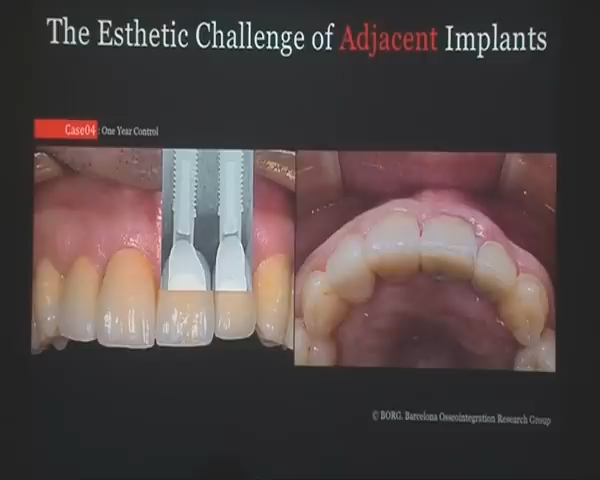 The Esthetic Challenge of Adjacent Implants
Case04: One Year Control
© BORG. Barcelona Osseointegration Research Group